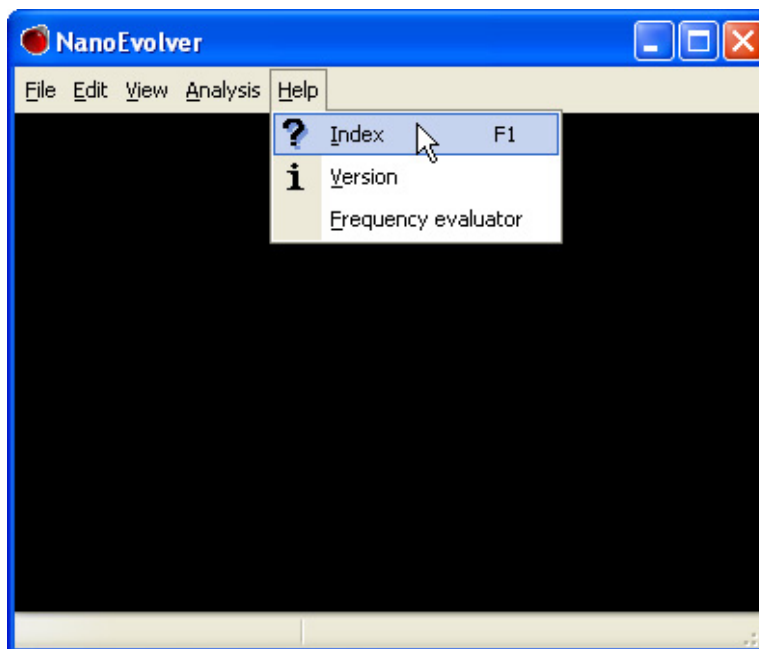 NanoEvolver
File Edit View Analysis Help
Index F1
Version
Frequency evaluator